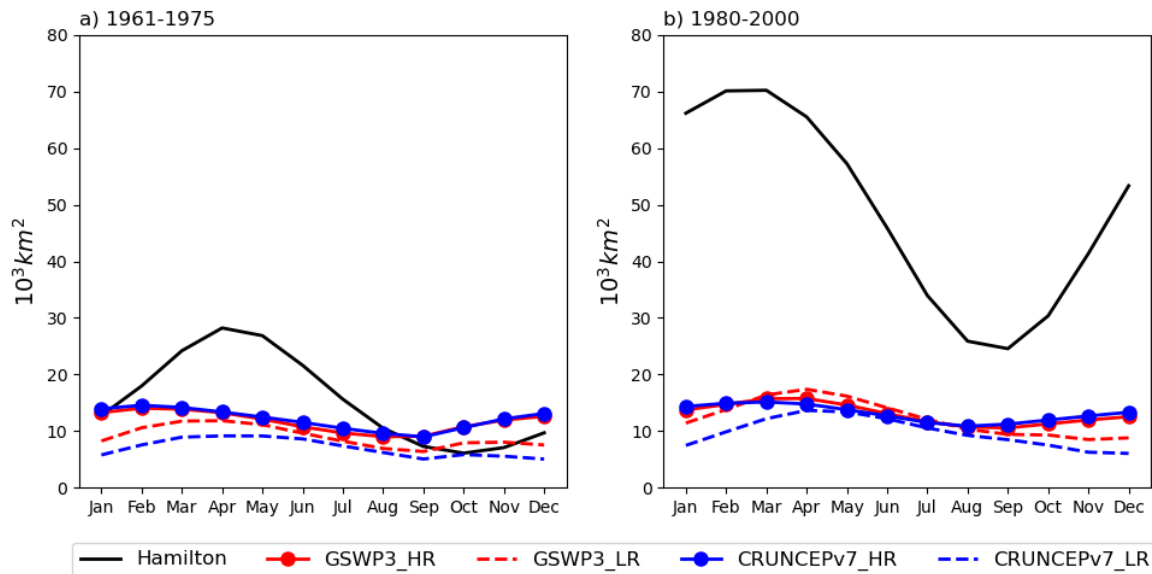 a) 1961-1975
80
70
60
50
40
30
20
10
0
10³km²
Jan Feb Mar Apr May Jun Jul Aug Sep Oct Nov Dec
b) 1980-2000
80
70
60
50
40
30
20
10
0
10³km²
Jan Feb Mar Apr May Jun Jul Aug Sep Oct Nov Dec
Hamilton GSWP3_HR GSWP3_LR CRUNCEPv7_HR CRUNCEPv7_LR